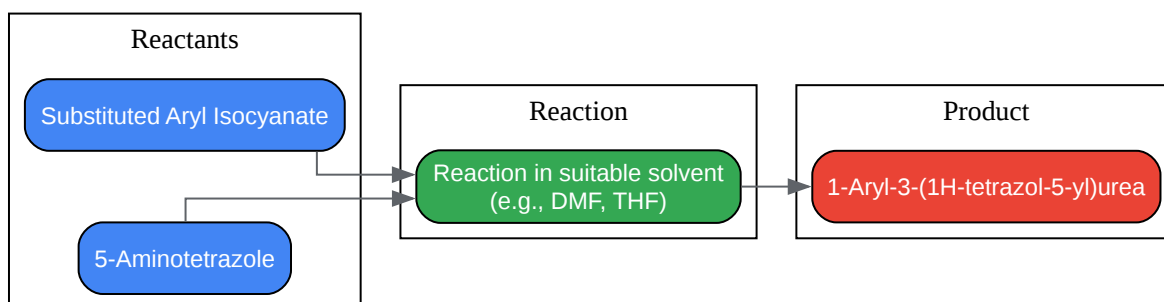 Reactants
Substituted Aryl Isocyanate
5-Aminotetrazole
Reaction
Reaction in suitable solvent
(e.g., DMF, THF)
Product
1-Aryl-3-(1H-tetrazol-5-yl)urea